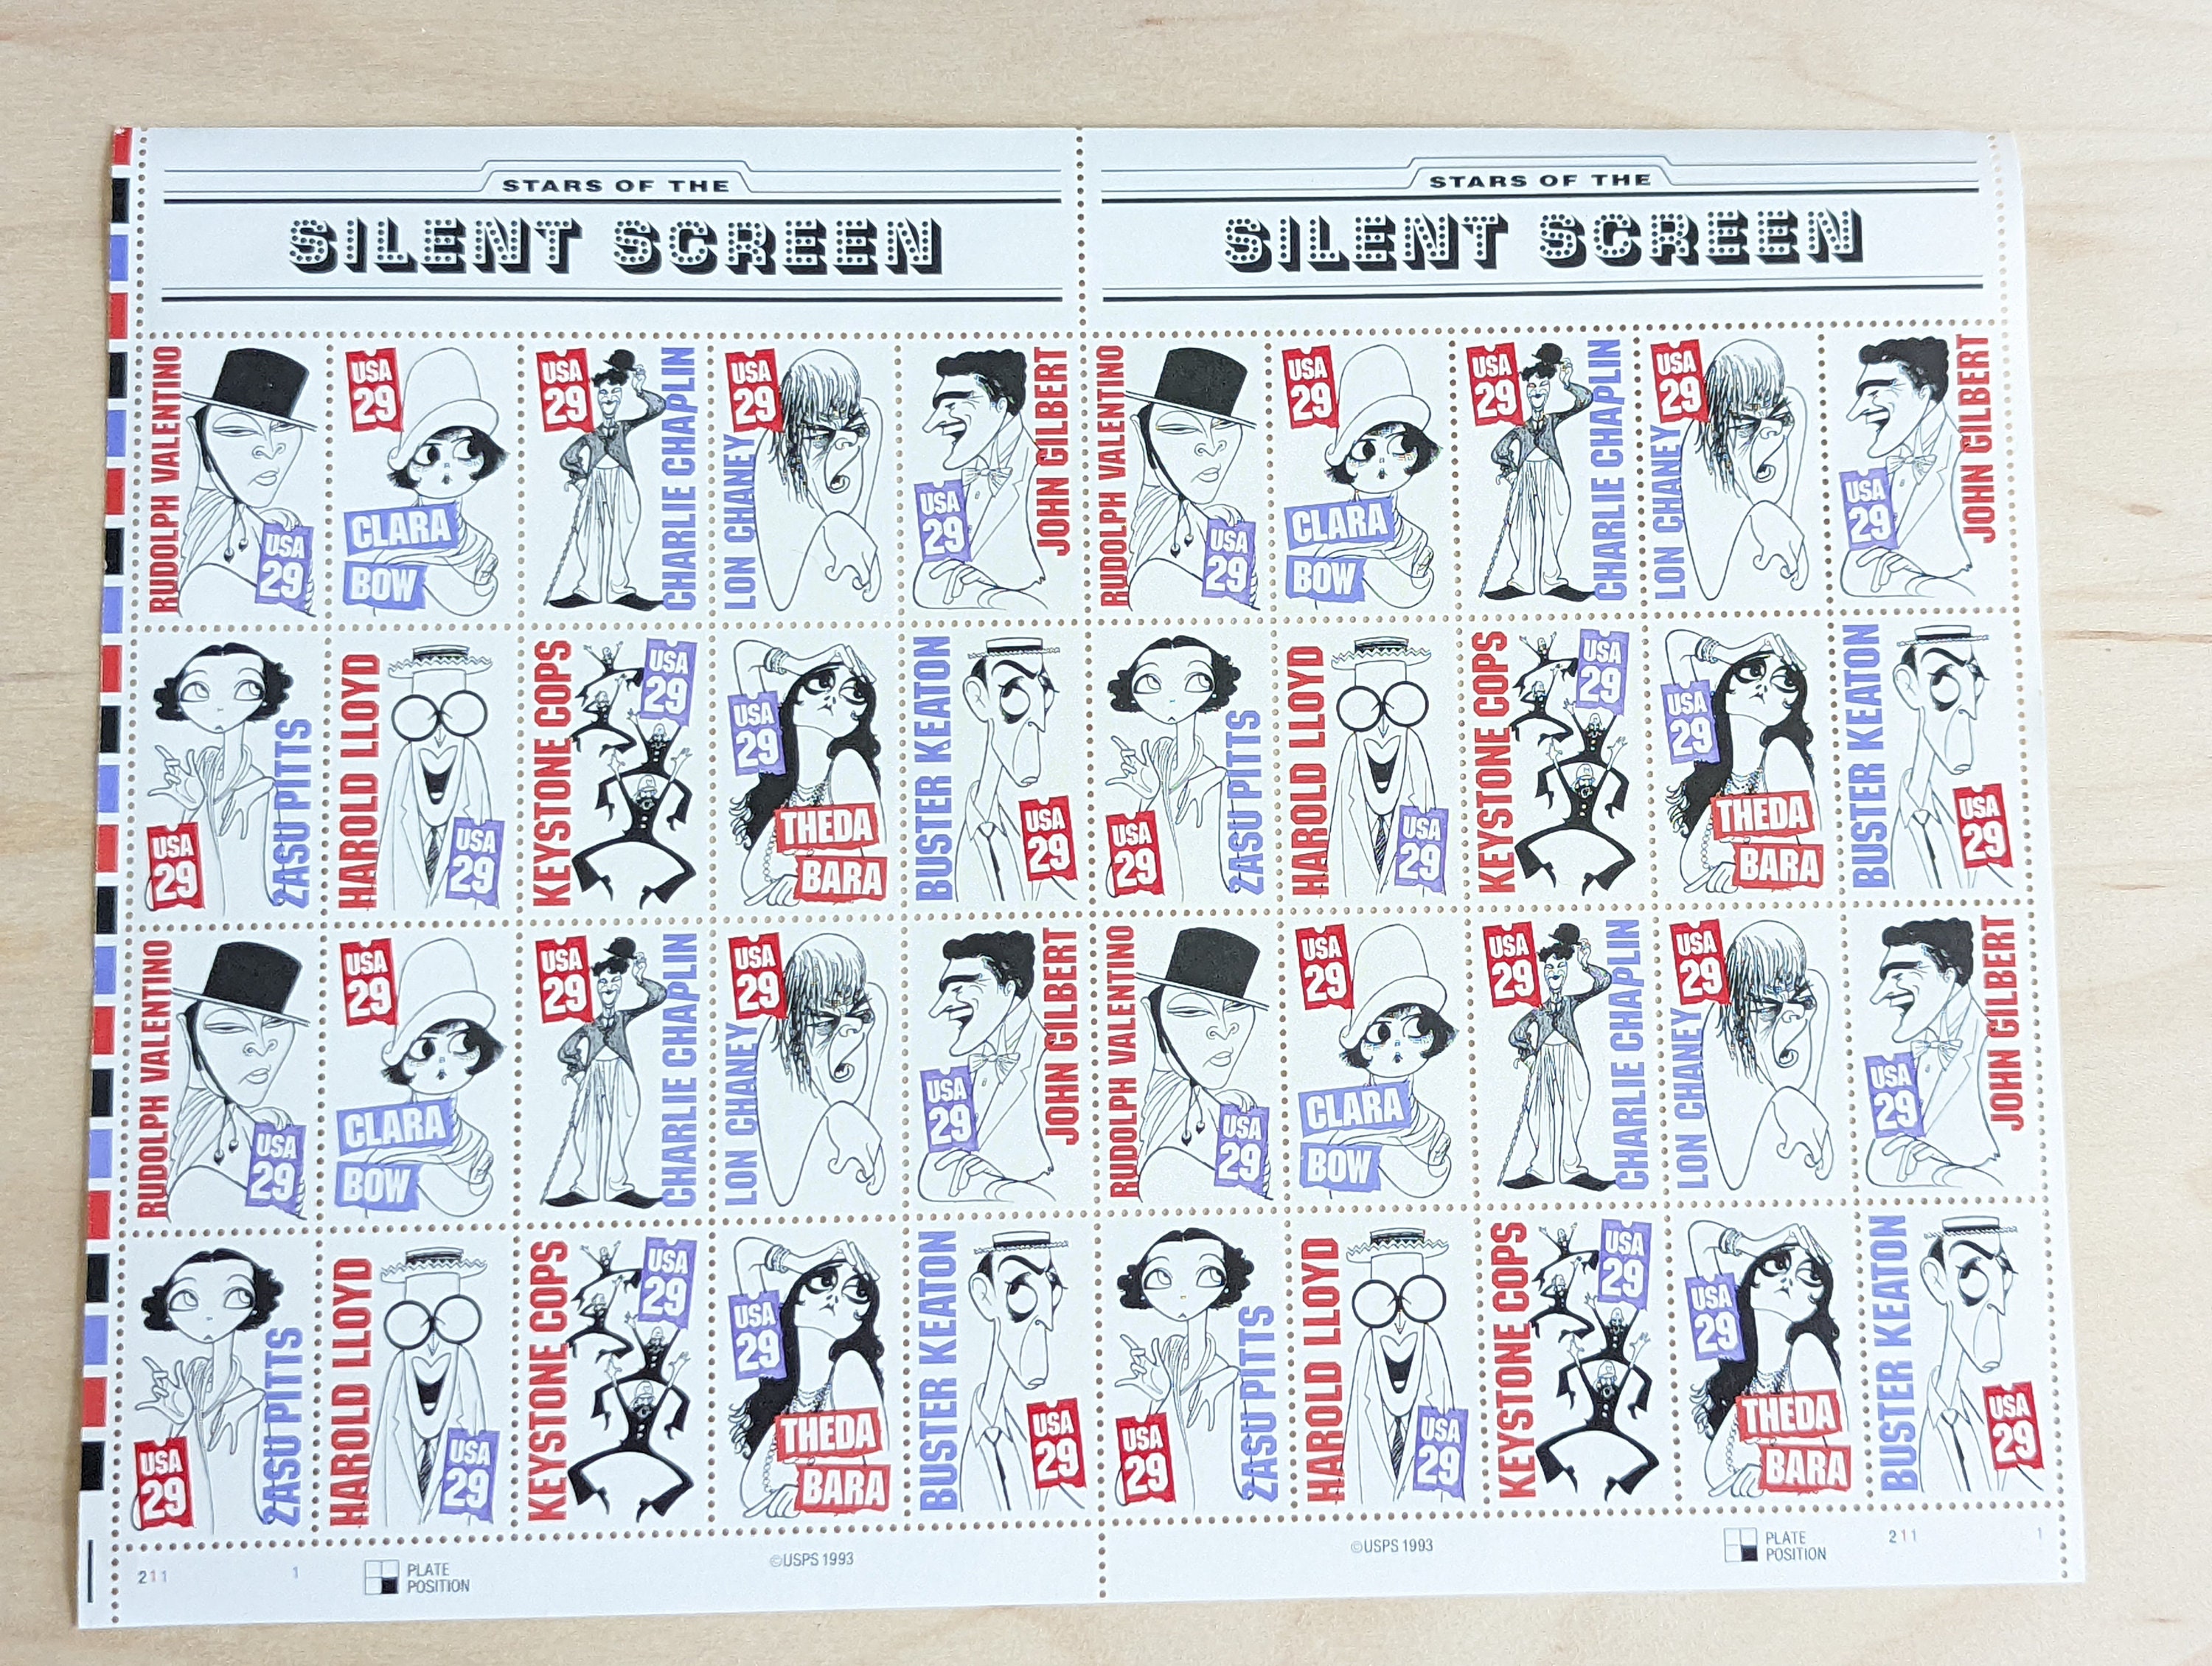 STARS OF THE
SILENT SCREEN
STARS OF THE
SILENT SCREEN
RUDOLPH VALENTINO
USA
29
USA
29
CLARA
BOW
USA
29
CHARLIE CHAPLIN
USA
29
LON CHANEY
USA
29
JOHN GILBERT
RUDOLPH VALENTINO
USA
29
USA
29
CLARA
BOW
USA
29
CHARLIE CHAPLIN
USA
29
LON CHANEY
USA
29
JOHN GILBERT
USA
29
ZASU PITTS
HAROLD LLOYD
USA
29
KEYSTONE COPS
USA
29
USA
29
THEDA
BARA
BUSTER KEATON
USA
29
USA
29
ZASU PITTS
HAROLD LLOYD
USA
29
KEYSTONE COPS
USA
29
USA
29
THEDA
BARA
BUSTER KEATON
USA
29
RUDOLPH VALENTINO
USA
29
USA
29
CLARA
BOW
USA
29
CHARLIE CHAPLIN
USA
29
LON CHANEY
USA
29
JOHN GILBERT
RUDOLPH VALENTINO
USA
29
USA
29
CLARA
BOW
USA
29
CHARLIE CHAPLIN
USA
29
LON CHANEY
USA
29
JOHN GILBERT
USA
29
ZASU PITTS
HAROLD LLOYD
USA
29
KEYSTONE COPS
USA
29
USA
29
THEDA
BARA
BUSTER KEATON
USA
29
USA
29
ZASU PITTS
HAROLD LLOYD
USA
29
KEYSTONE COPS
USA
29
USA
29
THEDA
BARA
BUSTER KEATON
USA
29
211 1
PLATE
POSITION
©USPS 1993
©USPS 1993
PLATE
POSITION
211 1